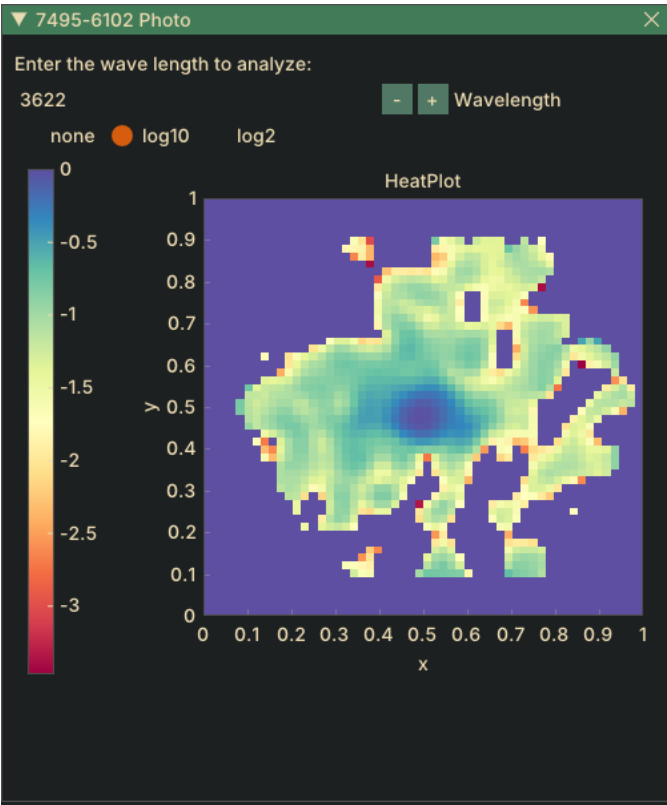 7495-6102 Photo
Enter the wave length to analyze:
3622 - + Wavelength
none log10 log2
HeatPlot
0
-0.5
-1
-1.5
-2
-2.5
-3
y
1
0.9
0.8
0.7
0.6
0.5
0.4
0.3
0.2
0.1
0
0 0.1 0.2 0.3 0.4 0.5 0.6 0.7 0.8 0.9 1
x